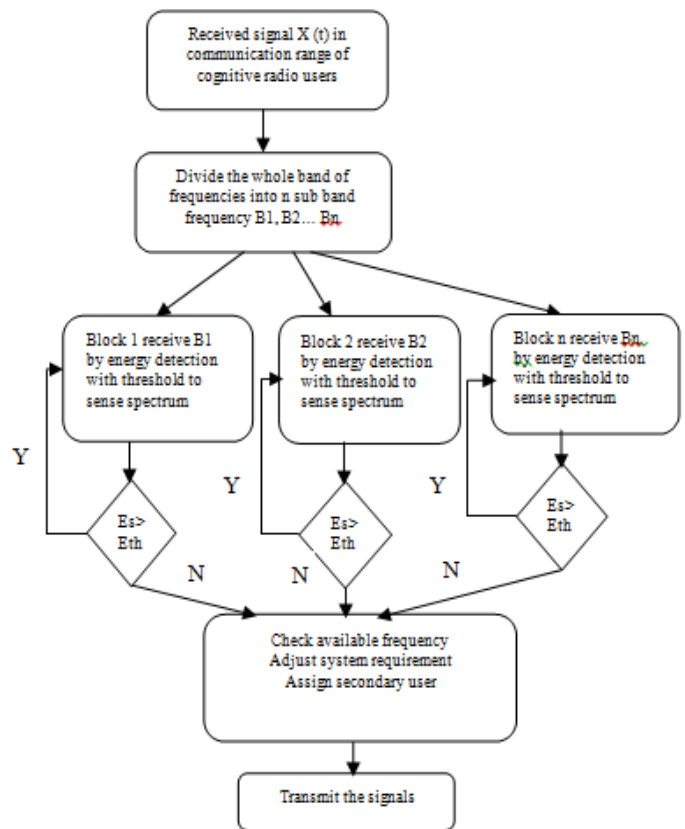 Received signal X (t) in
communication range of
cognitive radio users
Divide the whole band of
frequencies into n sub band
frequency B1, B2... Bn
Block 1 receive B1
by energy detection
with threshold to
sense spectrum
Block 2 receive B2
by energy detection
with threshold to
sense spectrum
Block n receive Bn
by energy detection
with threshold to
sense spectrum
Y
Y
Y
Es>
Eth
Es>
Eth
Es>
Eth
N
N
N
Check available frequency
Adjust system requirement
Assign secondary user
Transmit the signals